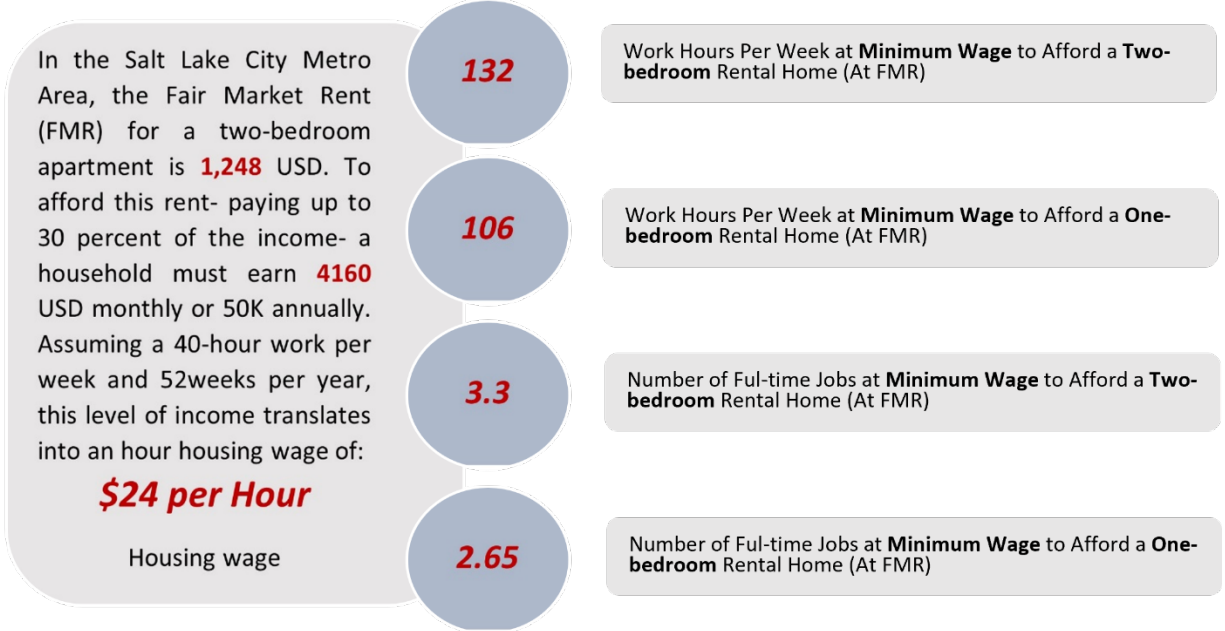 In the Salt Lake City Metro
Area, the Fair Market Rent
(FMR) for a two-bedroom
apartment is 1,248 USD. To
afford this rent- paying up to
30 percent of the income- a
household must earn 4160
USD monthly or 50K annually.
Assuming a 40-hour work per
week and 52weeks per year,
this level of income translates
into an hour housing wage of:
$24 per Hour
Housing wage
132
Work Hours Per Week at Minimum Wage to Afford a Two-
bedroom Rental Home (At FMR)
106
Work Hours Per Week at Minimum Wage to Afford a One-
bedroom Rental Home (At FMR)
3.3
Number of Ful-time Jobs at Minimum Wage to Afford a Two-
bedroom Rental Home (At FMR)
2.65
Number of Ful-time Jobs at Minimum Wage to Afford a One-
bedroom Rental Home (At FMR)